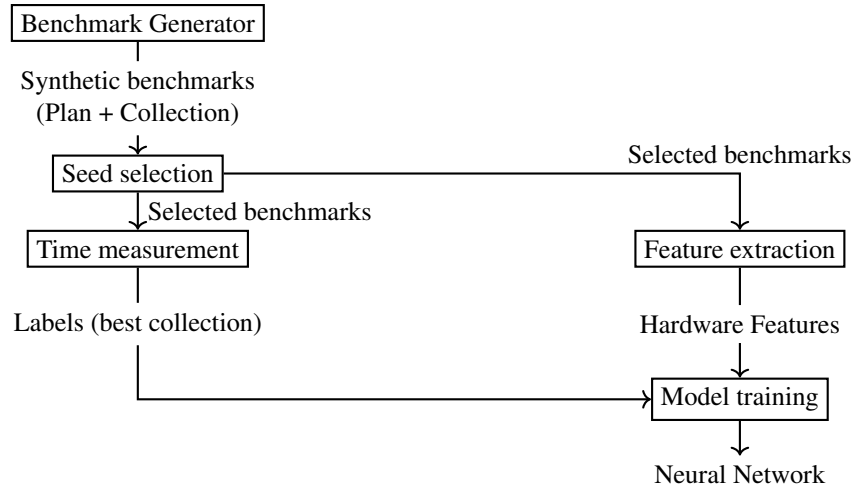 Benchmark Generator
Synthetic benchmarks
(Plan + Collection)
Selected benchmarks
Seed selection
Selected benchmarks
Time measurement
Feature extraction
Labels (best collection)
Hardware Features
Model training
Neural Network